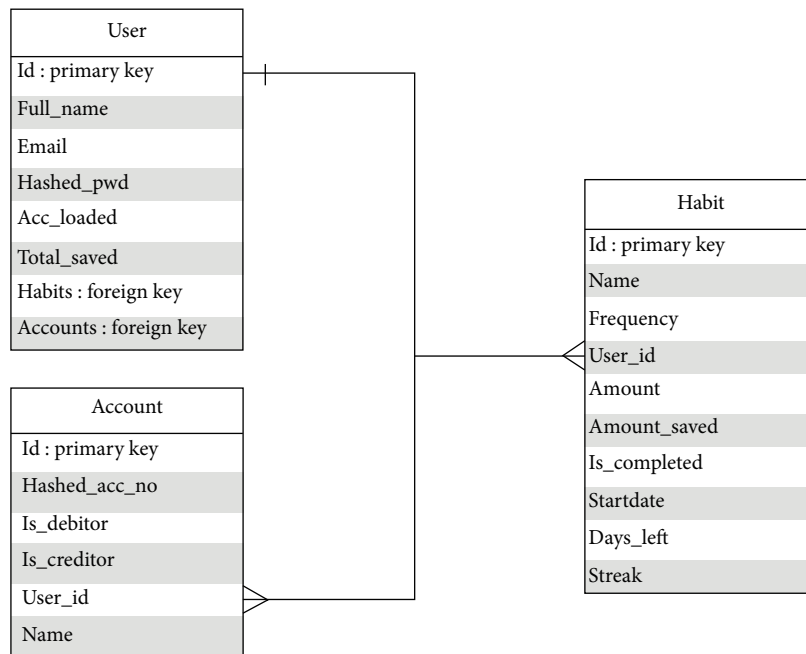 User
Id : primary key
Full_name
Email
Hashed_pwd
Acc_loaded
Total_saved
Habits : foreign key
Accounts : foreign key
Account
Id : primary key
Hashed_acc_no
Is_debitor
Is_creditor
User_id
Name
Habit
Id : primary key
Name
Frequency
User_id
Amount
Amount_saved
Is_completed
Startdate
Days_left
Streak